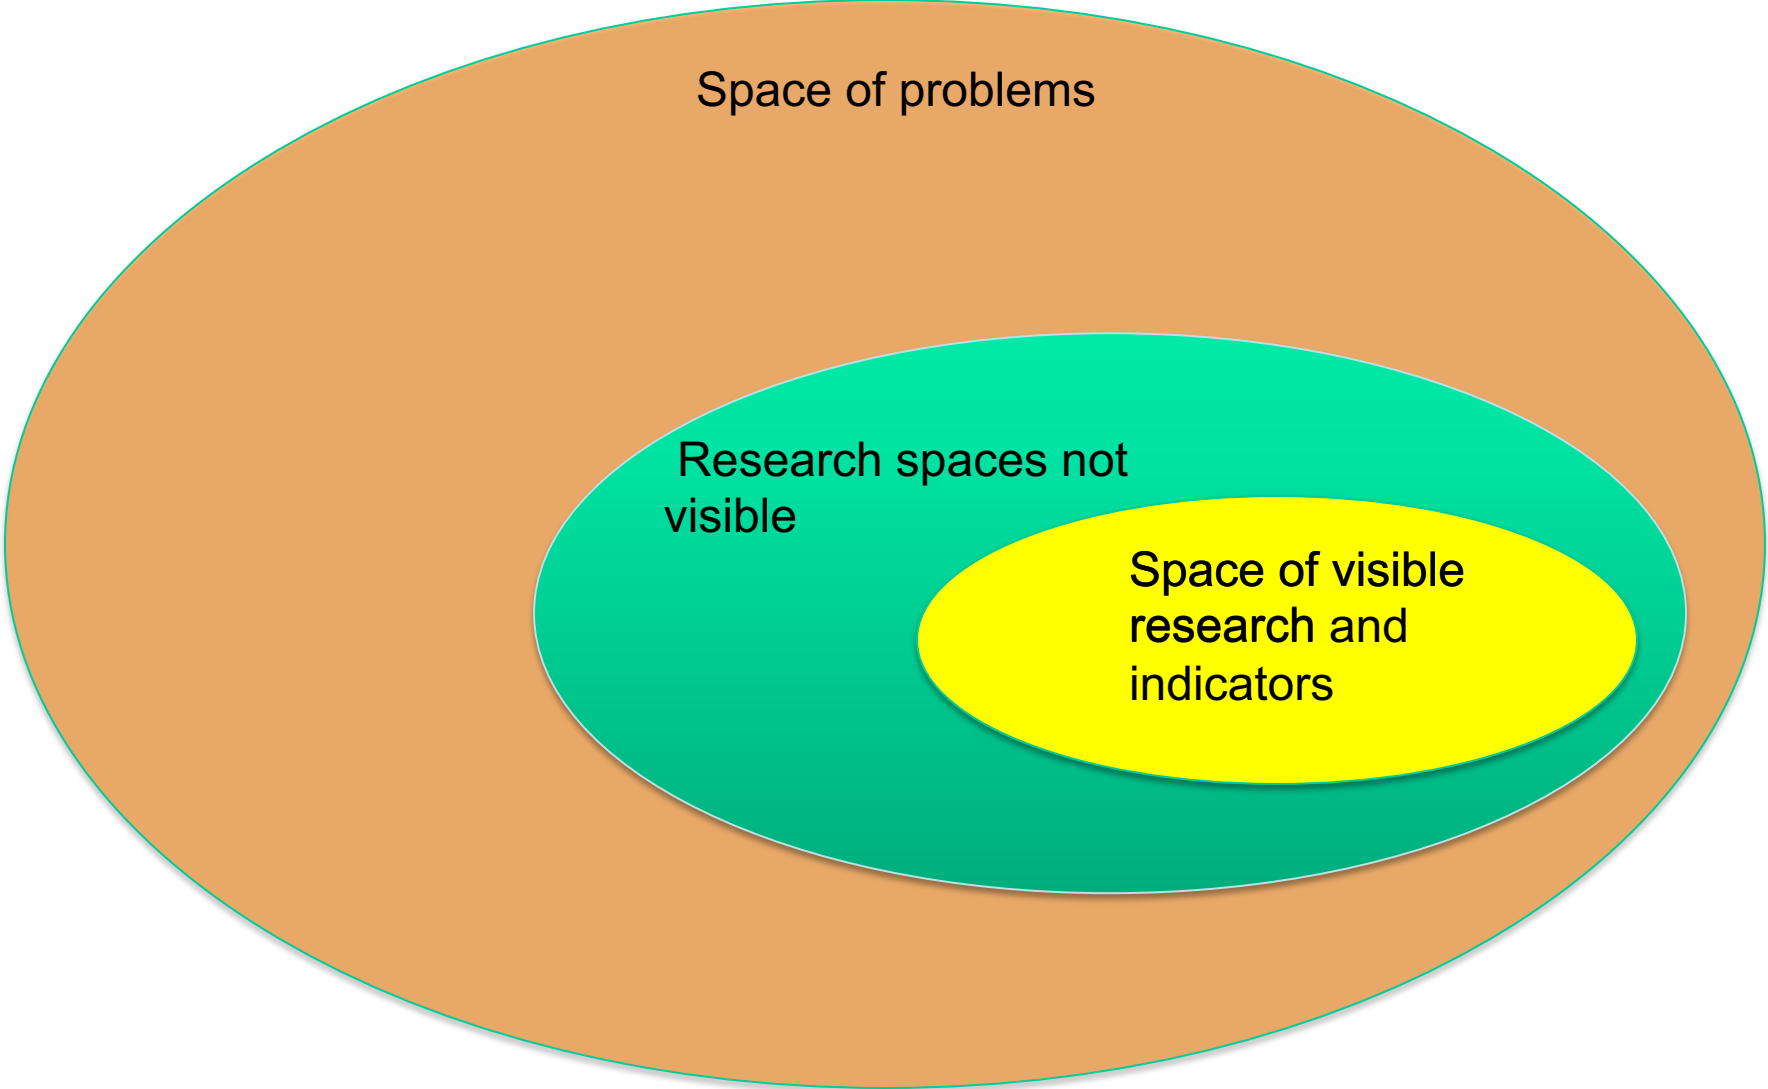 Space of problems
Research spaces not
visible
Space of visible
research and
indicators